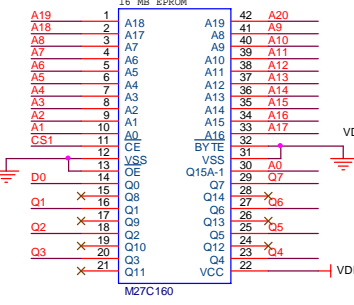 16 MB EPROM
A19 1 A18 A19 42 A20
A18 2 A17 A8 41 A9
A8 3 A7 A9 40 A10
A7 4 A6 A10 39 A11
A6 5 A5 A11 38 A12
A5 6 A4 A12 37 A13
A4 7 A3 A13 36 A14
A3 8 A2 A14 35 A15
A2 9 A1 A15 34 A16
A1 10 A0 A16 33 A17
CS1 11 CE BYTE 32
12 VSS VSS 31
13 OE Q15A-1 30 A0
D0 14 Q0 Q7 29 Q7
15 Q8 Q14 28
Q1 16 Q1 Q6 27 Q6
17 Q9 Q13 26
Q2 18 Q2 Q5 25 Q5
19 Q10 Q12 24
Q3 20 Q3 Q4 23 Q4
21 Q11 VCC 22
M27C160